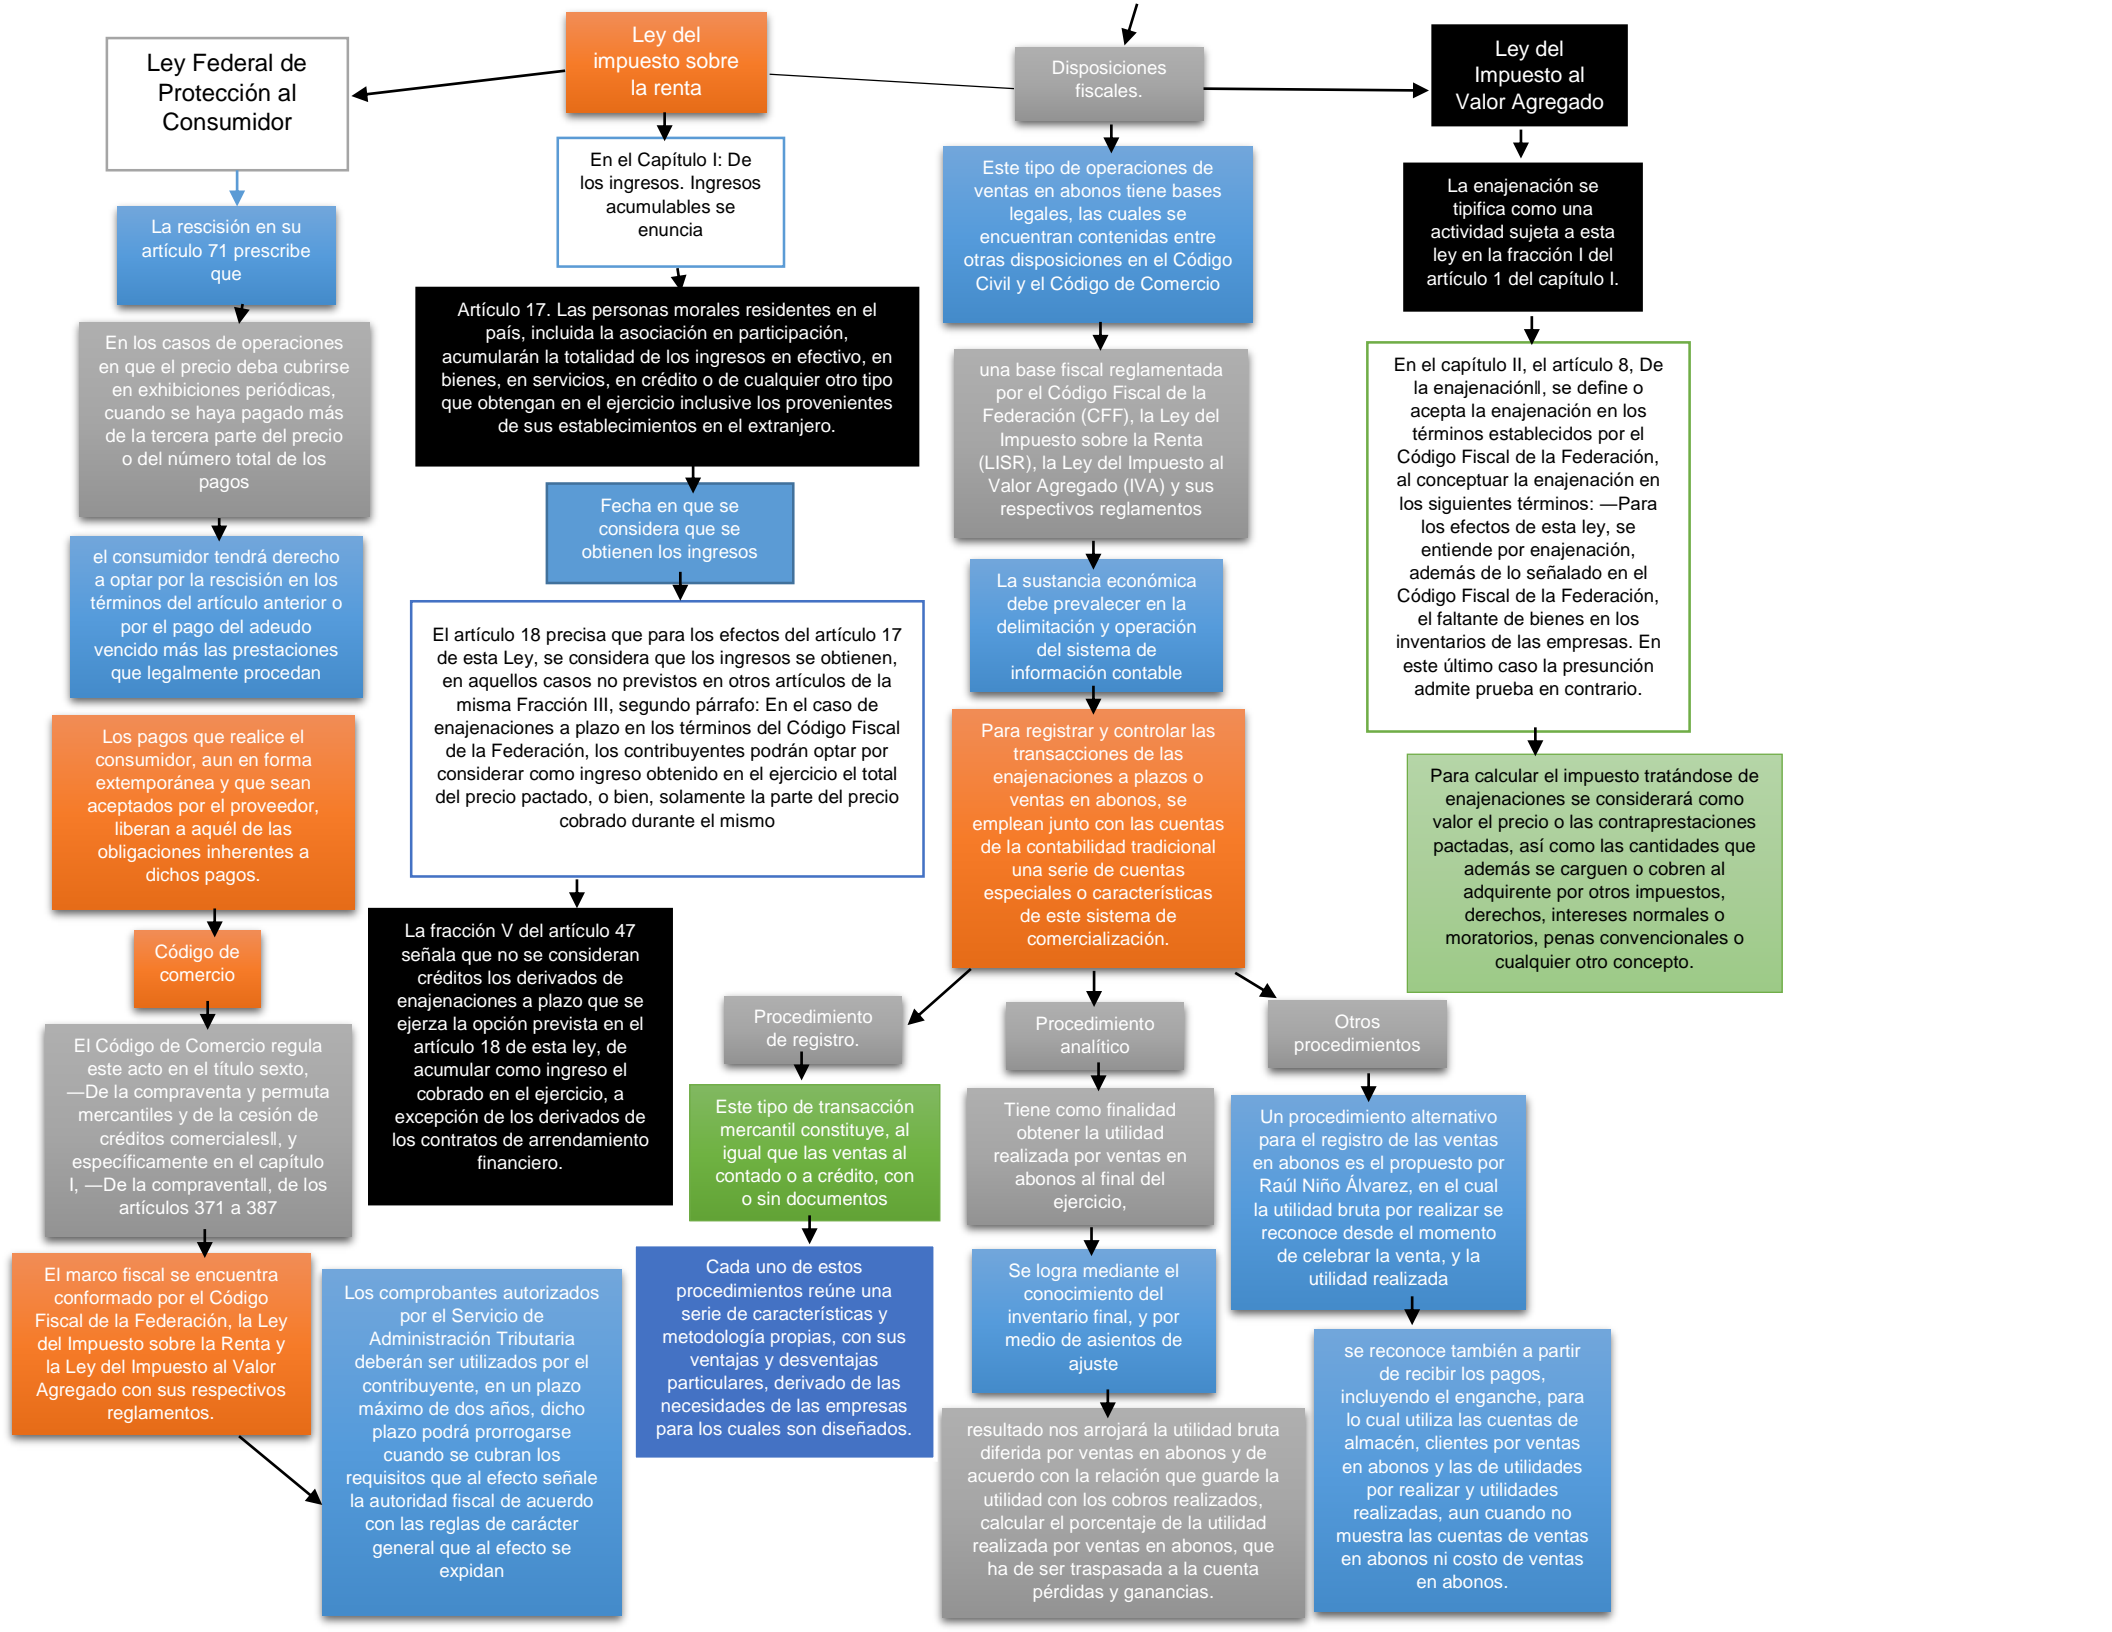 Ley Federal de
Protección al
Consumidor
La rescisión en su
artículo 71 prescribe
que
En los casos de operaciones
en que el precio deba cubrirse
en exhibiciones periódicas,
cuando se haya pagado más
de la tercera parte del precio
o del número total de los
pagos
el consumidor tendrá derecho
a optar por la rescisión en los
términos del artículo anterior o
por el pago del adeudo
vencido más las prestaciones
que legalmente procedan
Los pagos que realice el
consumidor, aun en forma
extemporánea y que sean
aceptados por el proveedor,
liberan a aquél de las
obligaciones inherentes a
dichos pagos.
Código de
comercio
El Código de Comercio regula
este acto en el título sexto,
―De la compraventa y permuta
mercantiles y de la cesión de
créditos comerciales‖, y
específicamente en el capítulo
I, ―De la compraventa‖, de los
artículos 371 a 387
El marco fiscal se encuentra
conformado por el Código
Fiscal de la Federación, la Ley
del Impuesto sobre la Renta y
la Ley del Impuesto al Valor
Agregado con sus respectivos
reglamentos.
Los comprobantes autorizados
por el Servicio de
Administración Tributaria
deberán ser utilizados por el
contribuyente, en un plazo
máximo de dos años, dicho
plazo podrá prorrogarse
cuando se cubran los
requisitos que al efecto señale
la autoridad fiscal de acuerdo
con las reglas de carácter
general que al efecto se
expidan
Ley del
impuesto sobre
la renta
En el Capítulo I: De
los ingresos. Ingresos
acumulables se
enuncia
Artículo 17. Las personas morales residentes en el
país, incluida la asociación en participación,
acumularán la totalidad de los ingresos en efectivo, en
bienes, en servicios, en crédito o de cualquier otro tipo
que obtengan en el ejercicio inclusive los provenientes
de sus establecimientos en el extranjero.
Fecha en que se
considera que se
obtienen los ingresos
El artículo 18 precisa que para los efectos del artículo 17
de esta Ley, se considera que los ingresos se obtienen,
en aquellos casos no previstos en otros artículos de la
misma Fracción III, segundo párrafo: En el caso de
enajenaciones a plazo en los términos del Código Fiscal
de la Federación, los contribuyentes podrán optar por
considerar como ingreso obtenido en el ejercicio el total
del precio pactado, o bien, solamente la parte del precio
cobrado durante el mismo
La fracción V del artículo 47
señala que no se consideran
créditos los derivados de
enajenaciones a plazo que se
ejerza la opción prevista en el
artículo 18 de esta ley, de
acumular como ingreso el
cobrado en el ejercicio, a
excepción de los derivados de
los contratos de arrendamiento
financiero.
Disposiciones
fiscales.
Este tipo de operaciones de
ventas en abonos tiene bases
legales, las cuales se
encuentran contenidas entre
otras disposiciones en el Código
Civil y el Código de Comercio
una base fiscal reglamentada
por el Código Fiscal de la
Federación (CFF), la Ley del
Impuesto sobre la Renta
(LISR), la Ley del Impuesto al
Valor Agregado (IVA) y sus
respectivos reglamentos
La sustancia económica
debe prevalecer en la
delimitación y operación
del sistema de
información contable
Para registrar y controlar las
transacciones de las
enajenaciones a plazos o
ventas en abonos, se
emplean junto con las cuentas
de la contabilidad tradicional
una serie de cuentas
especiales o características
de este sistema de
comercialización.
Procedimiento
de registro.
Este tipo de transacción
mercantil constituye, al
igual que las ventas al
contado o a crédito, con
o sin documentos
Cada uno de estos
procedimientos reúne una
serie de características y
metodología propias, con sus
ventajas y desventajas
particulares, derivado de las
necesidades de las empresas
para los cuales son diseñados.
Procedimiento
analítico
Tiene como finalidad
obtener la utilidad
realizada por ventas en
abonos al final del
ejercicio,
Se logra mediante el
conocimiento del
inventario final, y por
medio de asientos de
ajuste
resultado nos arrojará la utilidad bruta
diferida por ventas en abonos y de
acuerdo con la relación que guarde la
utilidad con los cobros realizados,
calcular el porcentaje de la utilidad
realizada por ventas en abonos, que
ha de ser traspasada a la cuenta
pérdidas y ganancias.
Otros
procedimientos
Un procedimiento alternativo
para el registro de las ventas
en abonos es el propuesto por
Raúl Niño Álvarez, en el cual
la utilidad bruta por realizar se
reconoce desde el momento
de celebrar la venta, y la
utilidad realizada
se reconoce también a partir
de recibir los pagos,
incluyendo el enganche, para
lo cual utiliza las cuentas de
almacén, clientes por ventas
en abonos y las de utilidades
por realizar y utilidades
realizadas, aun cuando no
muestra las cuentas de ventas
en abonos ni costo de ventas
en abonos.
Ley del
Impuesto al
Valor Agregado
La enajenación se
tipifica como una
actividad sujeta a esta
ley en la fracción I del
artículo 1 del capítulo I.
En el capítulo II, el artículo 8, De
la enajenación‖, se define o
acepta la enajenación en los
términos establecidos por el
Código Fiscal de la Federación,
al conceptuar la enajenación en
los siguientes términos: ―Para
los efectos de esta ley, se
entiende por enajenación,
además de lo señalado en el
Código Fiscal de la Federación,
el faltante de bienes en los
inventarios de las empresas. En
este último caso la presunción
admite prueba en contrario.
Para calcular el impuesto tratándose de
enajenaciones se considerará como
valor el precio o las contraprestaciones
pactadas, así como las cantidades que
además se carguen o cobren al
adquirente por otros impuestos,
derechos, intereses normales o
moratorios, penas convencionales o
cualquier otro concepto.